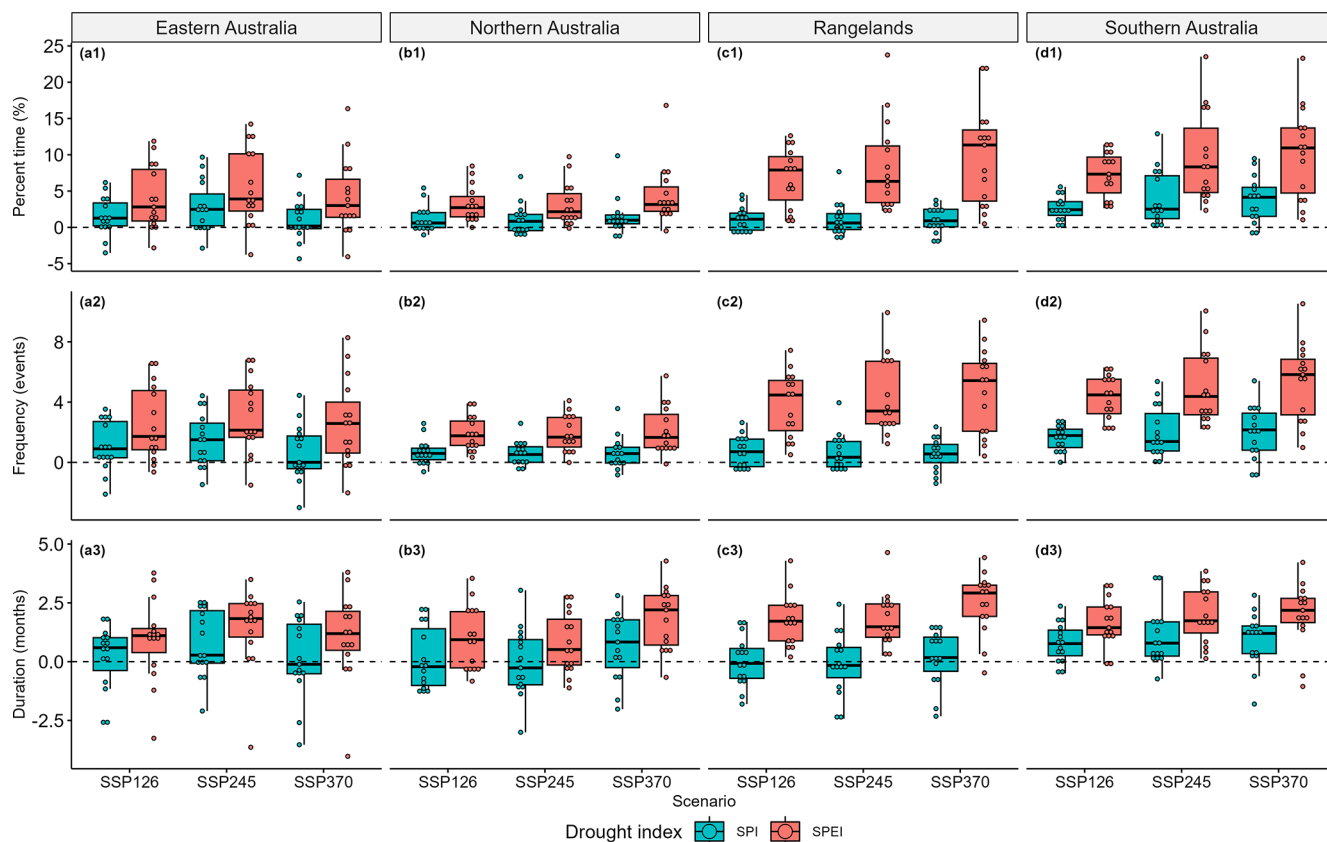 Eastern Australia Northern Australia Rangelands Southern Australia
(a1) (b1) (c1) (d1)
Percent time (%)
25
20
15
10
5
0
-5
(a2) (b2) (c2) (d2)
Frequency (events)
8
4
0
(a3) (b3) (c3) (d3)
Duration (months)
5.0
2.5
0.0
-2.5
SSP126 SSP245 SSP370 SSP126 SSP245 SSP370 SSP126 SSP245 SSP370 SSP126 SSP245 SSP370
Scenario
Drought index SPI SPEI